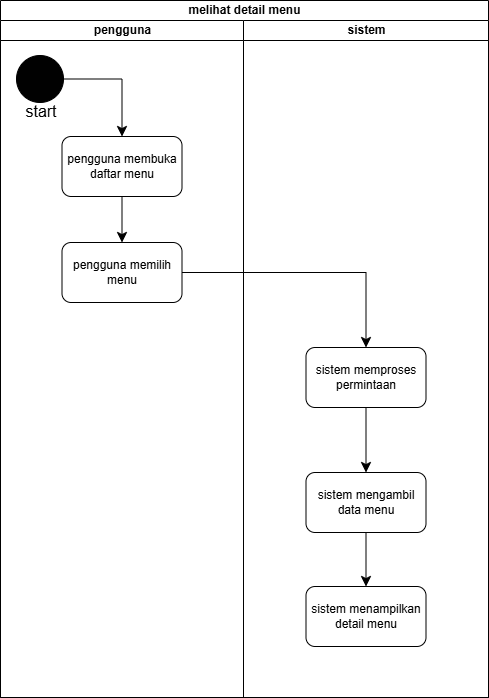 melihat detail menu
pengguna
sistem
start
pengguna membuka
daftar menu
pengguna memilih
menu
sistem memproses
permintaan
sistem mengambil
data menu
sistem menampilkan
detail menu